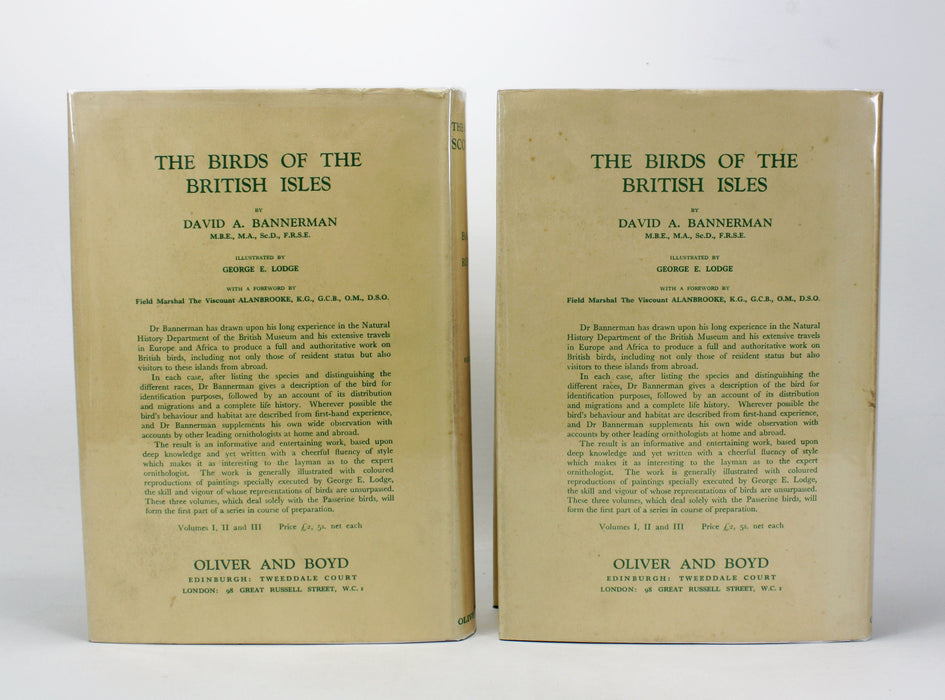 THE BIRDS OF THE
BRITISH ISLES
BY
DAVID A. BANNERMAN
M.B.E., M.A., Sc.D., F.R.S.E.
ILLUSTRATED BY
GEORGE E. LODGE
WITH A FOREWORD BY
Field Marshal The Viscount ALANBROOKE, K.G., G.C.B., O.M., D.S.O.
Dr Bannerman has drawn upon his long experience in the Natural
History Department of the British Museum and his extensive travels
in Europe and Africa to produce a full and authoritative work on
British birds, including not only those of resident status but also
visitors to these islands from abroad.
In each case, after listing the species and distinguishing the
different races, Dr Bannerman gives a description of the bird for
identification purposes, followed by an account of its distribution
and migrations and a complete life history. Wherever possible the
bird's behaviour and habitat are described from first-hand experience,
and Dr Bannerman supplements his own wide observation with
accounts by other leading ornithologists at home and abroad.
The result is an informative and entertaining work, based upon
deep knowledge and yet written with a cheerful fluency of style
which makes it as interesting to the layman as to the expert
ornithologist. The work is generally illustrated with coloured
reproductions of paintings specially executed by George E. Lodge,
the skill and vigour of whose representations of birds are unsurpassed.
These three volumes, which deal solely with the Passerine birds, will
form the first part of a series in course of preparation.
Volumes I, II and III Price £2, 5s. net each
OLIVER AND BOYD
EDINBURGH: TWEEDDALE COURT
LONDON: 98 GREAT RUSSELL STREET, W.C. 1
THE BIRDS OF THE
BRITISH ISLES
BY
DAVID A. BANNERMAN
M.B.E., M.A., Sc.D., F.R.S.E.
ILLUSTRATED BY
GEORGE E. LODGE
WITH A FOREWORD BY
Field Marshal The Viscount ALANBROOKE, K.G., G.C.B., O.M., D.S.O.
Dr Bannerman has drawn upon his long experience in the Natural
History Department of the British Museum and his extensive travels
in Europe and Africa to produce a full and authoritative work on
British birds, including not only those of resident status but also
visitors to these islands from abroad.
In each case, after listing the species and distinguishing the
different races, Dr Bannerman gives a description of the bird for
identification purposes, followed by an account of its distribution
and migrations and a complete life history. Wherever possible the
bird's behaviour and habitat are described from first-hand experience,
and Dr Bannerman supplements his own wide observation with
accounts by other leading ornithologists at home and abroad.
The result is an informative and entertaining work, based upon
deep knowledge and yet written with a cheerful fluency of style
which makes it as interesting to the layman as to the expert
ornithologist. The work is generally illustrated with coloured
reproductions of paintings specially executed by George E. Lodge,
the skill and vigour of whose representations of birds are unsurpassed.
These three volumes, which deal solely with the Passerine birds, will
form the first part of a series in course of preparation.
Volumes I, II and III Price £2, 5s. net each
OLIVER AND BOYD
EDINBURGH: TWEEDDALE COURT
LONDON: 98 GREAT RUSSELL STREET, W.C. 1